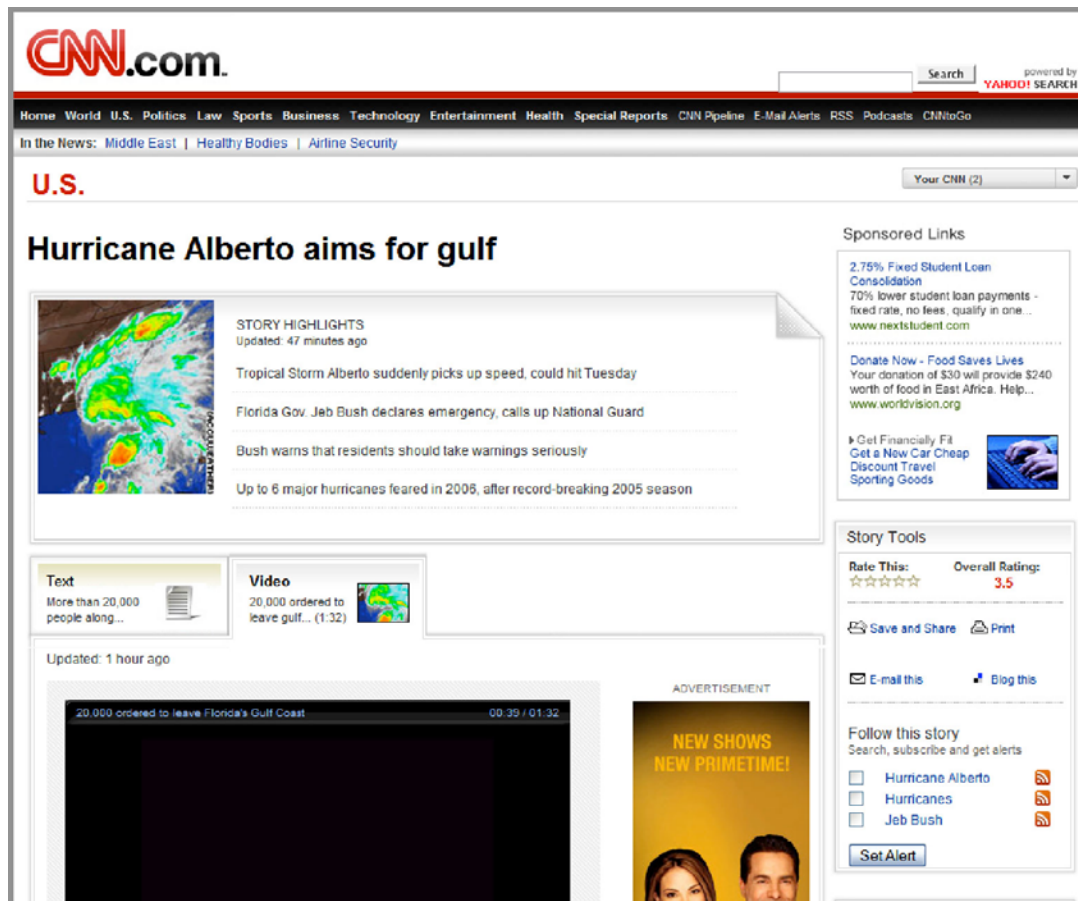 CNN.com
Search
powered by
YAHOO! SEARCH
Home World U.S. Politics Law Sports Business Technology Entertainment Health Special Reports CNN Pipeline E-Mail Alerts RSS Podcasts CNNtoGo
In the News: Middle East | Healthy Bodies | Airline Security
U.S.
Your CNN (2)
Hurricane Alberto aims for gulf
STORY HIGHLIGHTS
Updated: 47 minutes ago
Tropical Storm Alberto suddenly picks up speed, could hit Tuesday
Florida Gov. Jeb Bush declares emergency, calls up National Guard
Bush warns that residents should take warnings seriously
Up to 6 major hurricanes feared in 2006, after record-breaking 2005 season
ACCUWEATHER
Text
More than 20,000
people along...
Video
20,000 ordered to
leave gulf... (1:32)
Updated: 1 hour ago
20,000 ordered to leave Florida's Gulf Coast 00:39 / 01:32
ADVERTISEMENT
NEW SHOWS
NEW PRIMETIME!
Sponsored Links
2.75% Fixed Student Loan
Consolidation
70% lower student loan payments -
fixed rate, no fees, qualify in one...
www.nextstudent.com
Donate Now - Food Saves Lives
Your donation of $30 will provide $240
worth of food in East Africa. Help...
www.worldvision.org
Get Financially Fit
Get a New Car Cheap
Discount Travel
Sporting Goods
Story Tools
Rate This: Overall Rating:
3.5
Save and Share Print
E-mail this Blog this
Follow this story
Search, subscribe and get alerts
Hurricane Alberto
Hurricanes
Jeb Bush
Set Alert